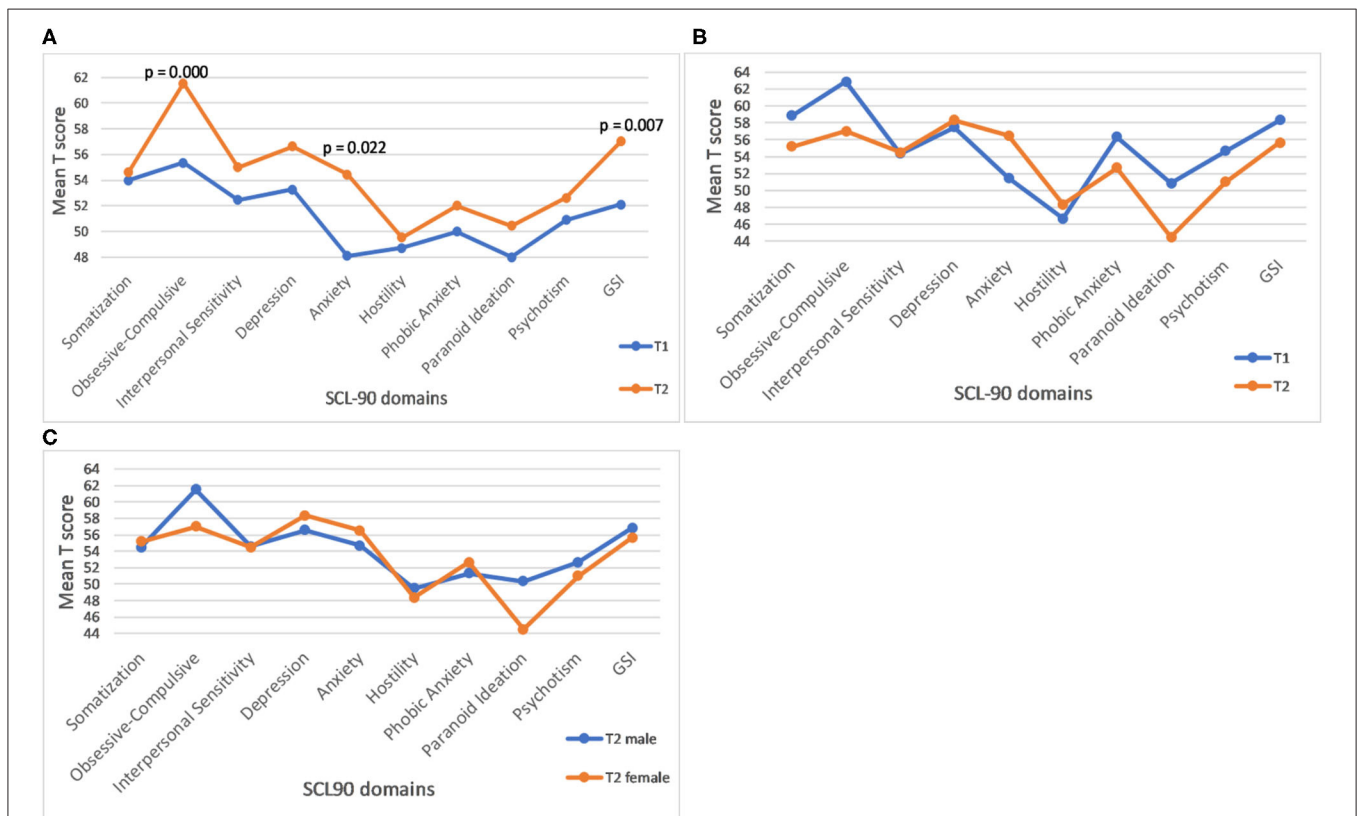 A
p = 0.000
p = 0.022
p = 0.007
62
60
58
56
54
52
50
48
Mean T score
Somatization
Obsessive-Compulsive
Interpersonal Sensitivity
Depression
Anxiety
Hostility
Phobic Anxiety
Paranoid Ideation
Psychotism
GSI
T1
T2
SCL-90 domains
B
64
62
60
58
56
54
52
50
48
46
44
Mean T score
Somatization
Obsessive-Compulsive
Interpersonal Sensitivity
Depression
Anxiety
Hostility
Phobic Anxiety
Paranoid Ideation
Psychotism
GSI
T1
T2
SCL-90 domains
C
64
62
60
58
56
54
52
50
48
46
44
Mean T score
Somatization
Obsessive-Compulsive
Interpersonal Sensitivity
Depression
Anxiety
Hostility
Phobic Anxiety
Paranoid Ideation
Psychotism
GSI
T2 male
T2 female
SCL90 domains